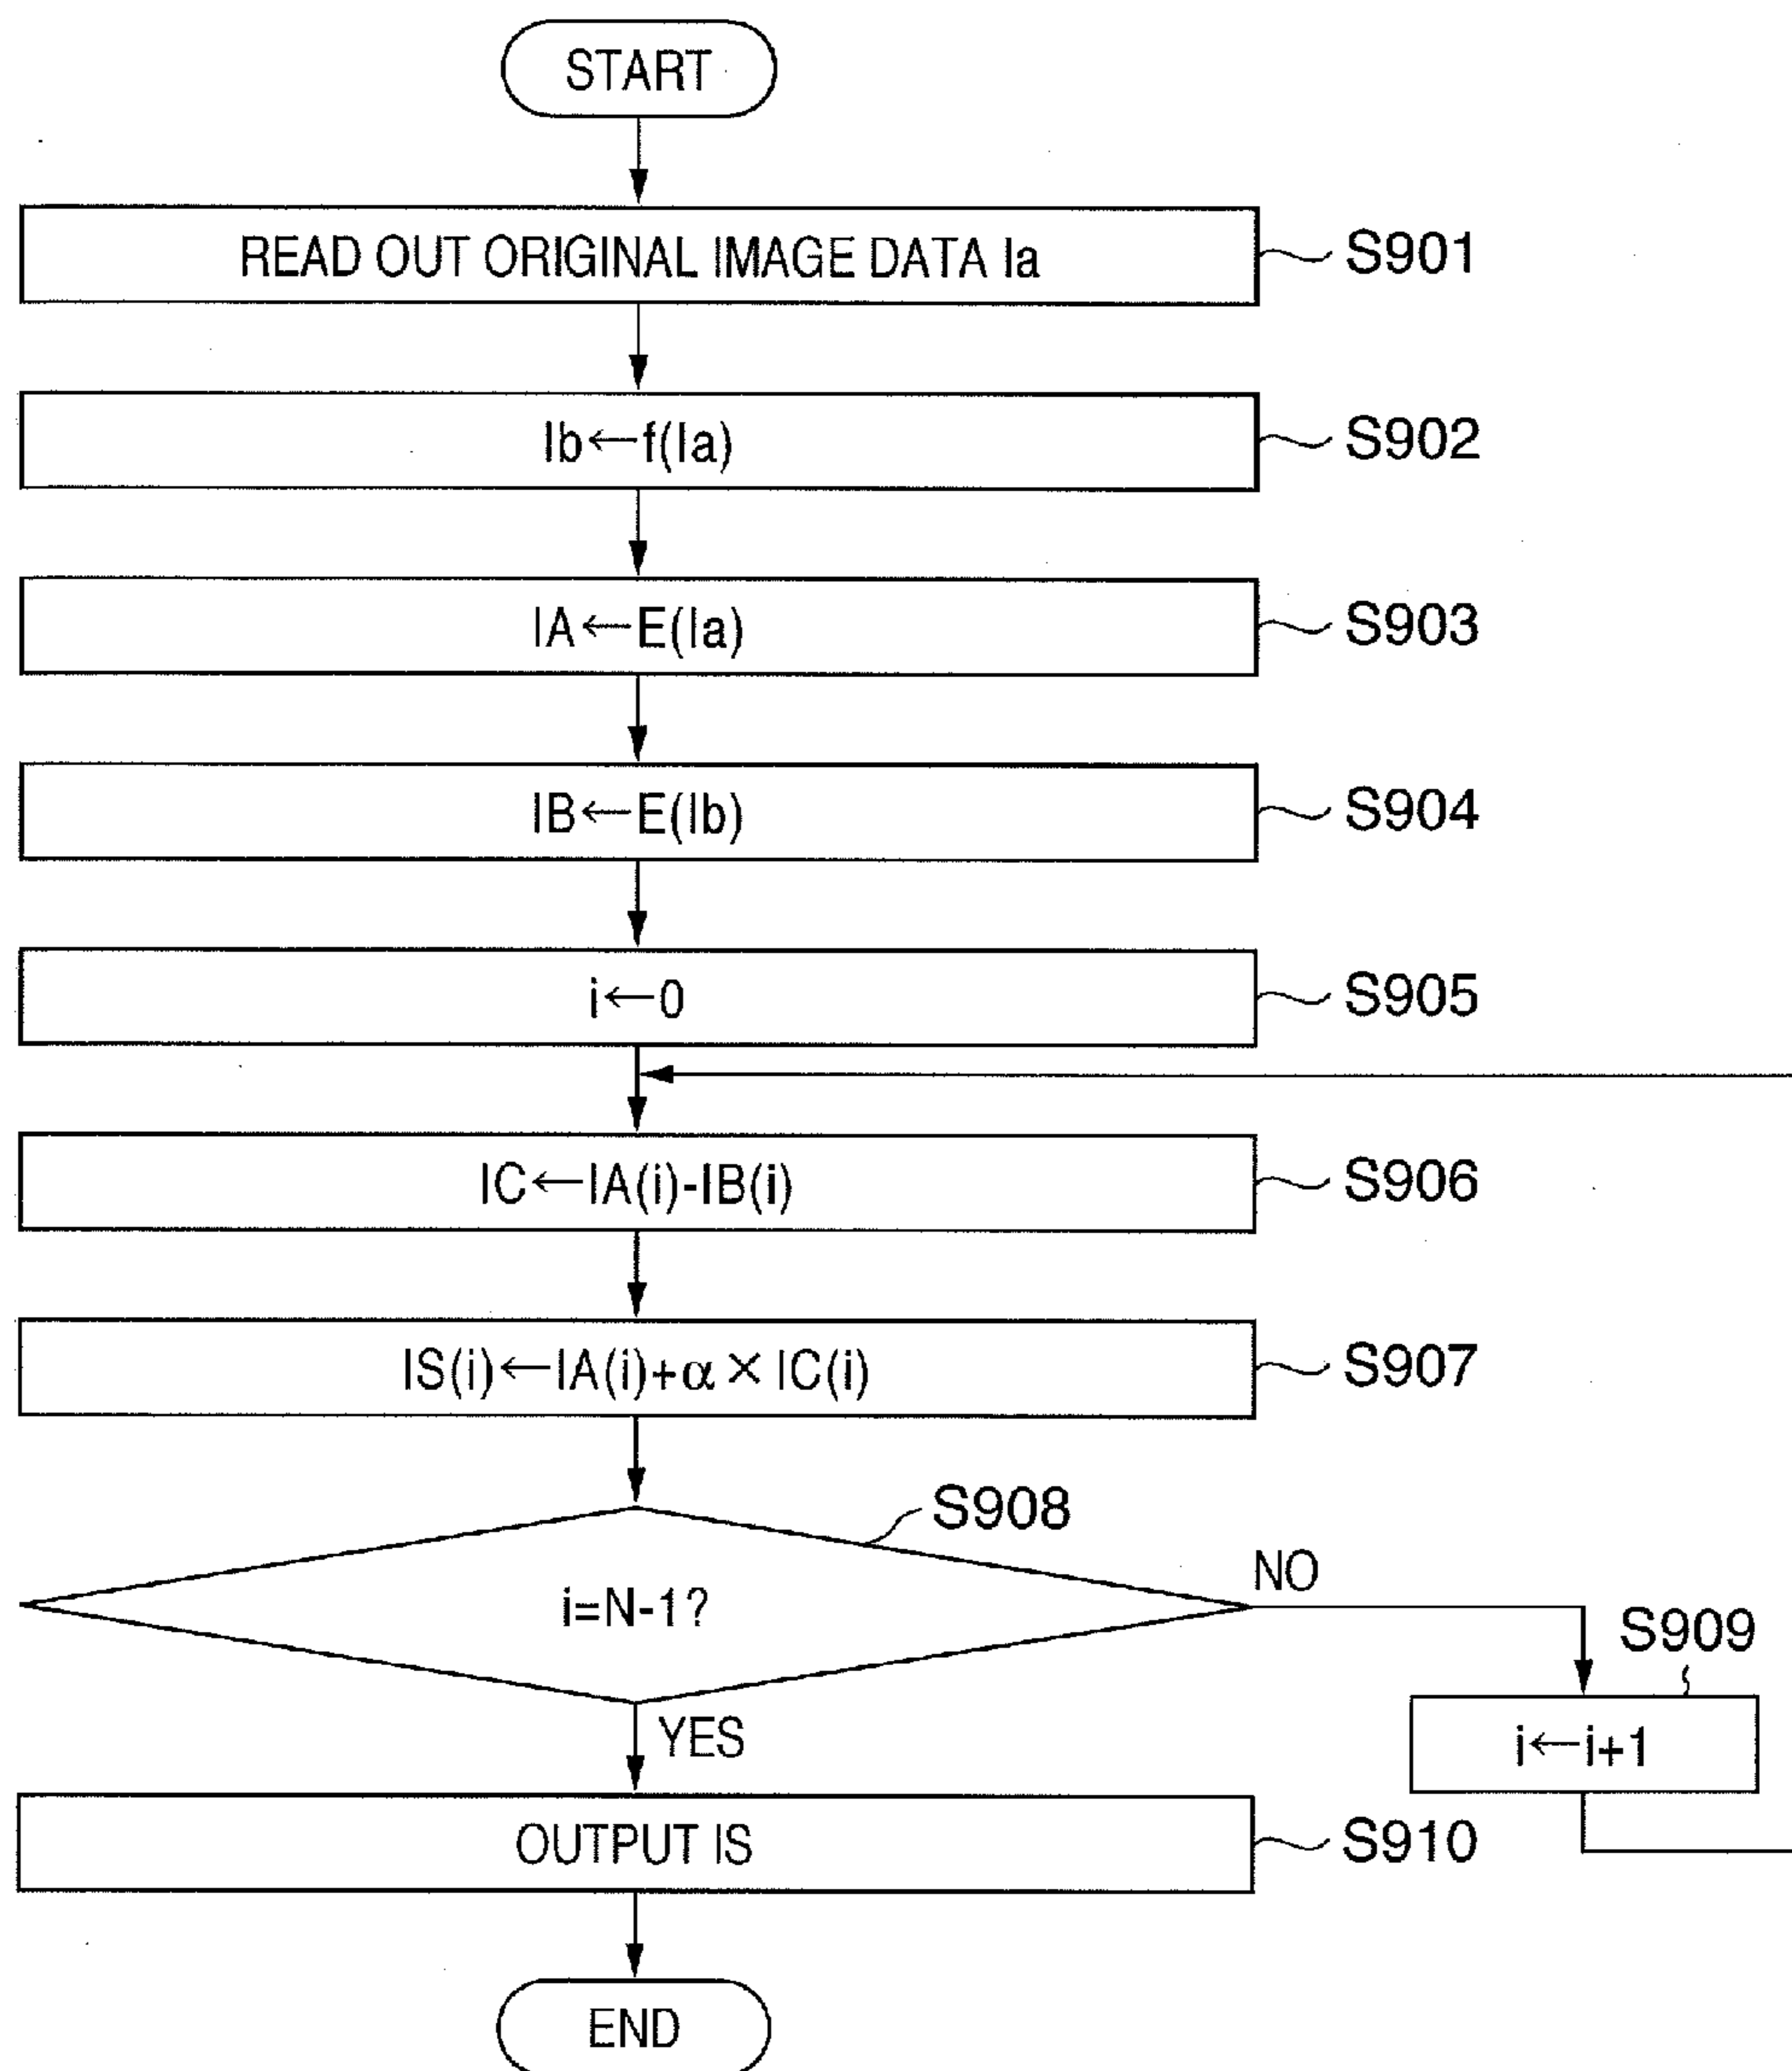 START
READ OUT ORIGINAL IMAGE DATA Ia
S901
Ib←f(Ia)
S902
IA←E(Ia)
S903
IB←E(Ib)
S904
i←0
S905
IC←IA(i)-IB(i)
S906
IS(i)←IA(i)+α×IC(i)
S907
S908
i=N-1?
NO
S909
i←i+1
YES
OUTPUT IS
S910
END